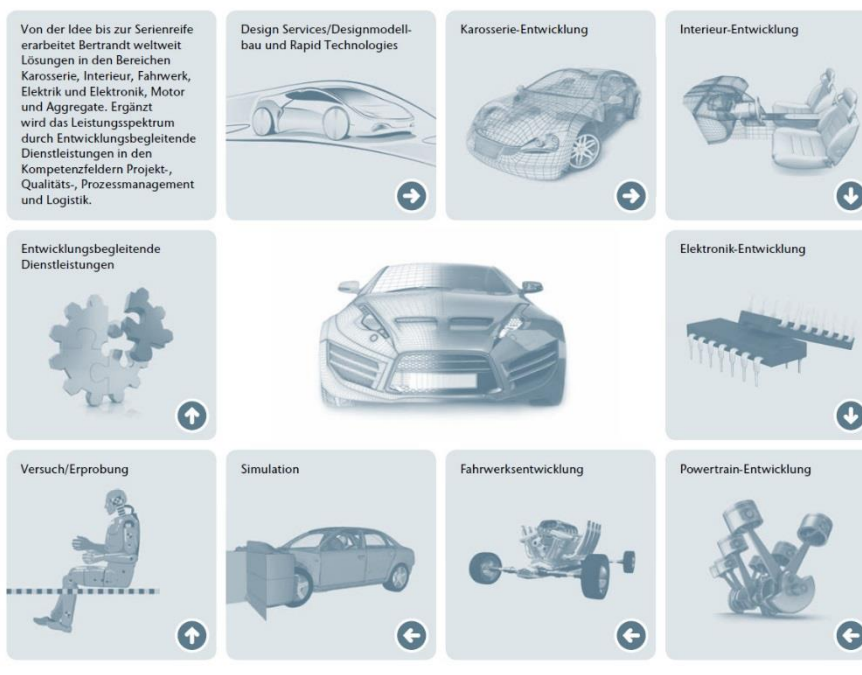 Von der Idee bis zur Serienreife
erarbeitet Bertrandt weltweit
Lösungen in den Bereichen
Karosserie, Interieur, Fahrwerk,
Elektrik und Elektronik, Motor
und Aggregate. Ergänzt
wird das Leistungsspektrum
durch Entwicklungsbegleitende
Dienstleistungen in den
Kompetenzfeldern Projekt-,
Qualitäts-, Prozessmanagement
und Logistik.
Design Services/Designmodell-
bau und Rapid Technologies
Karosserie-Entwicklung
Interieur-Entwicklung
Entwicklungsbegleitende
Dienstleistungen
Elektronik-Entwicklung
Versuch/Erprobung
Simulation
Fahrwerksentwicklung
Powertrain-Entwicklung